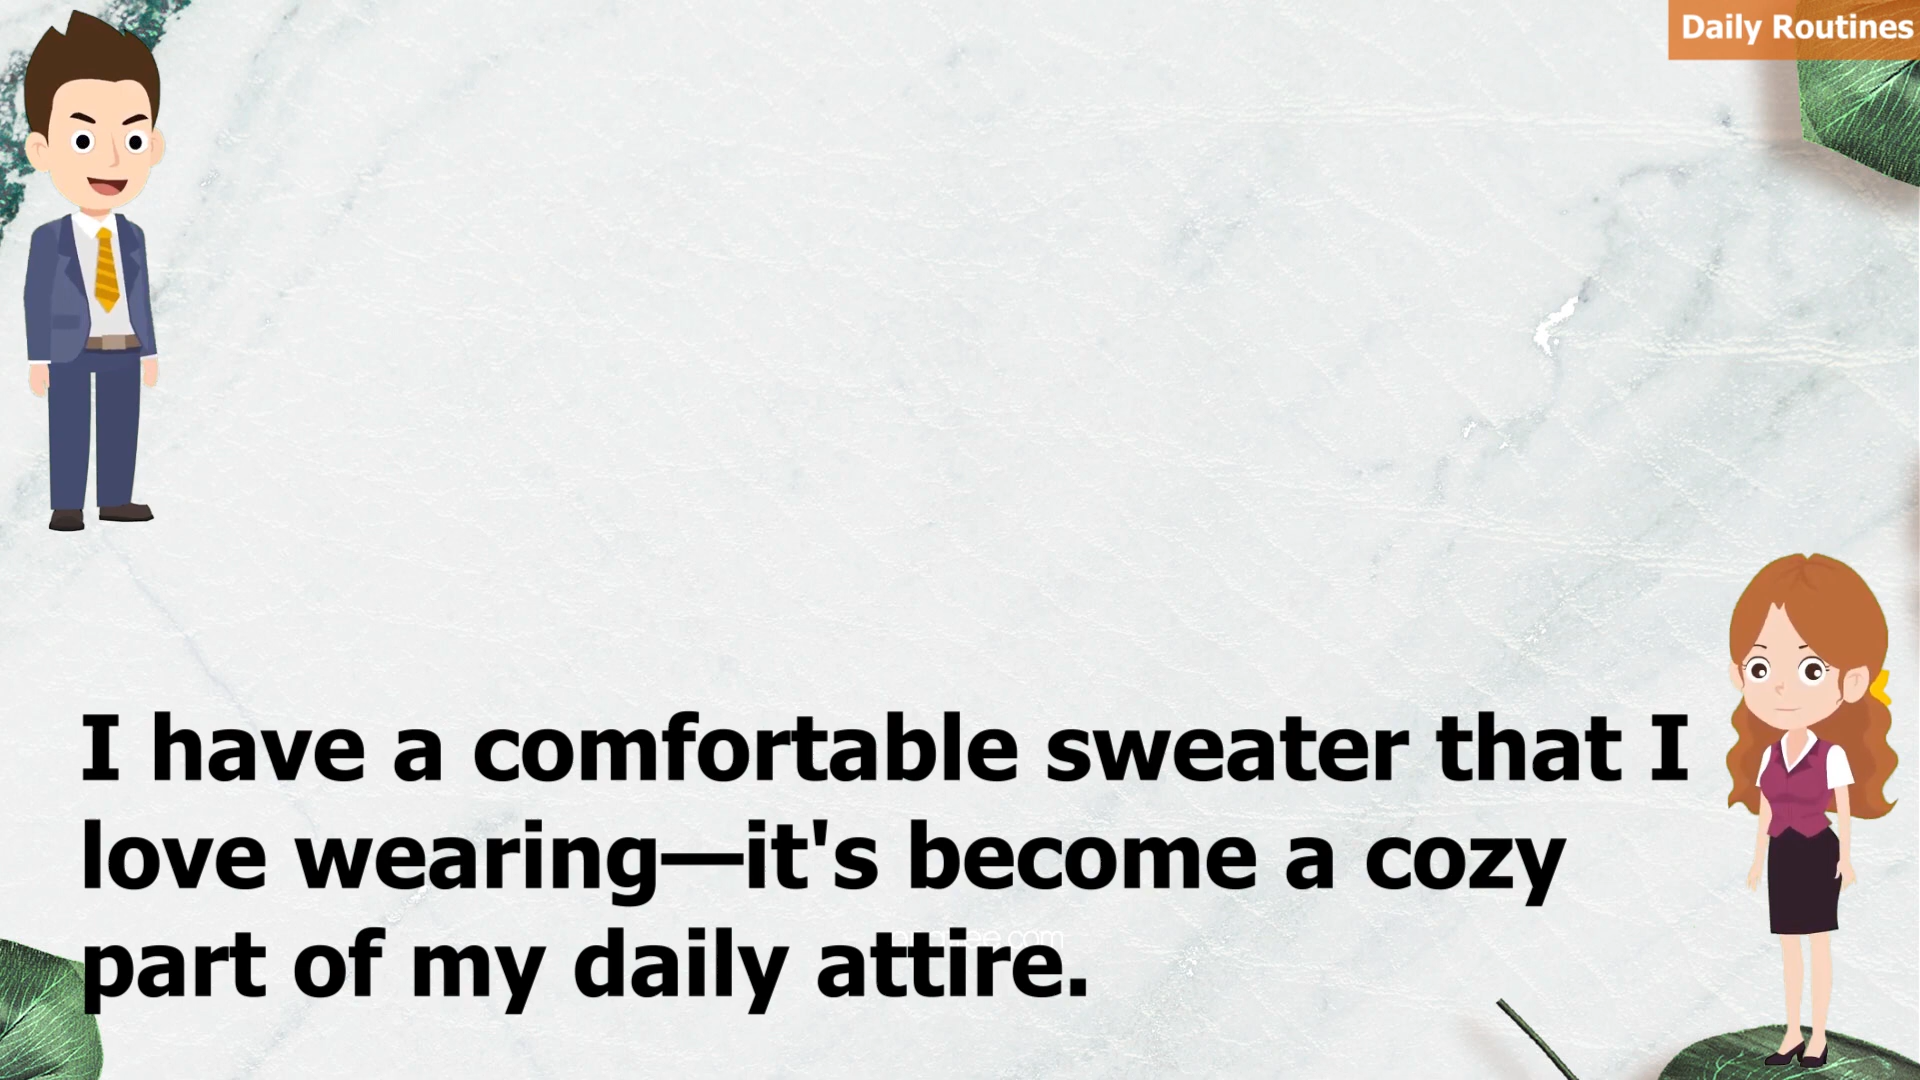 Daily Routines
I have a comfortable sweater that I
love wearing—it's become a cozy
part of my daily attire.